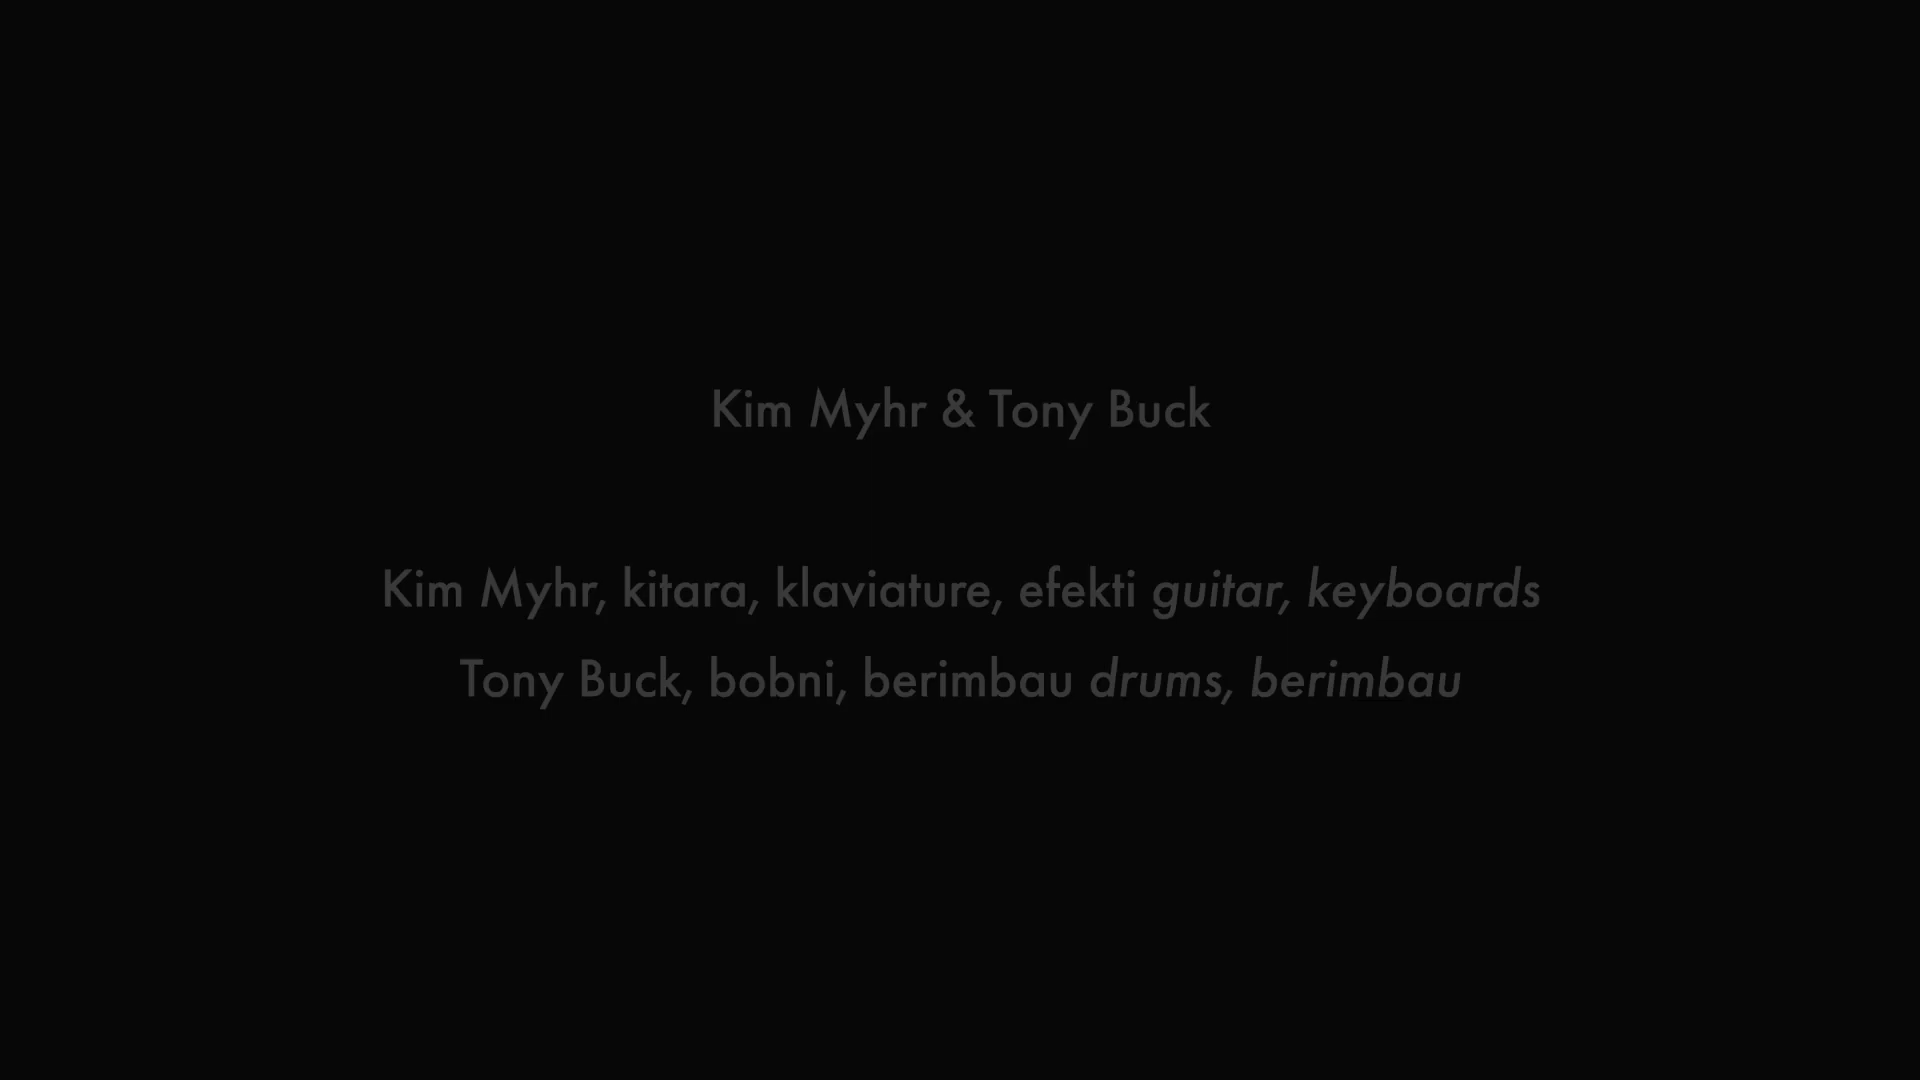 Kim Myhr & Tony Buck
Kim Myhr, kitara, klaviature, efekti guitar, keyboards
Tony Buck, bobni, berimbau drums, berimbau